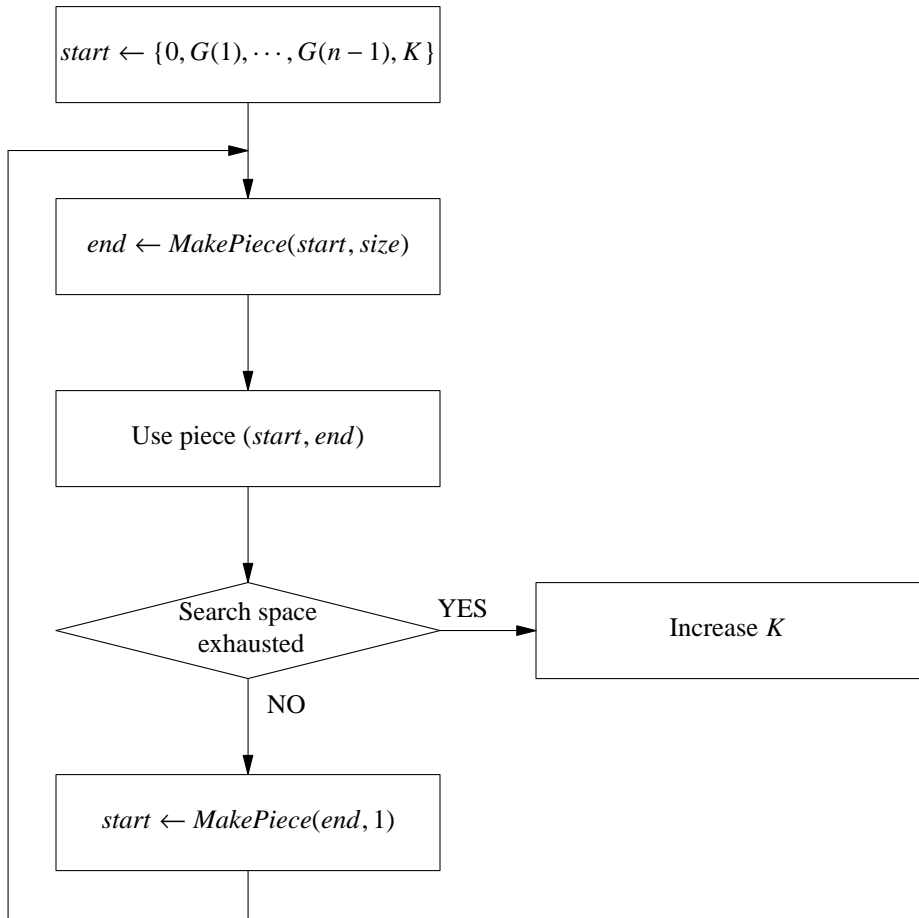 start ← {0, G(1), ⋯, G(n − 1), K}
end ← MakePiece(start, size)
Use piece (start, end)
Search space
exhausted
YES
Increase K
NO
start ← MakePiece(end, 1)